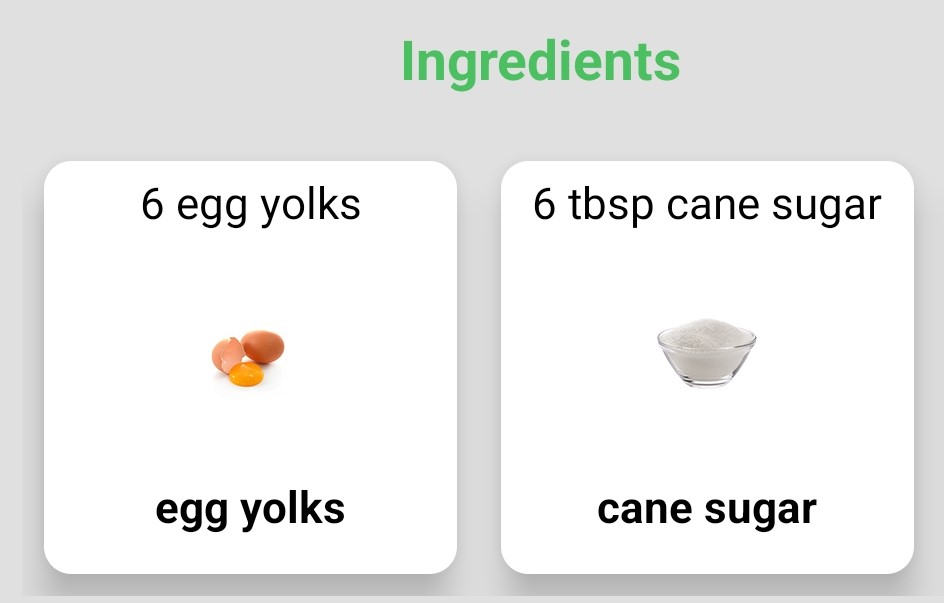 Ingredients
6 egg yolks
6 tbsp cane sugar
egg yolks
cane sugar